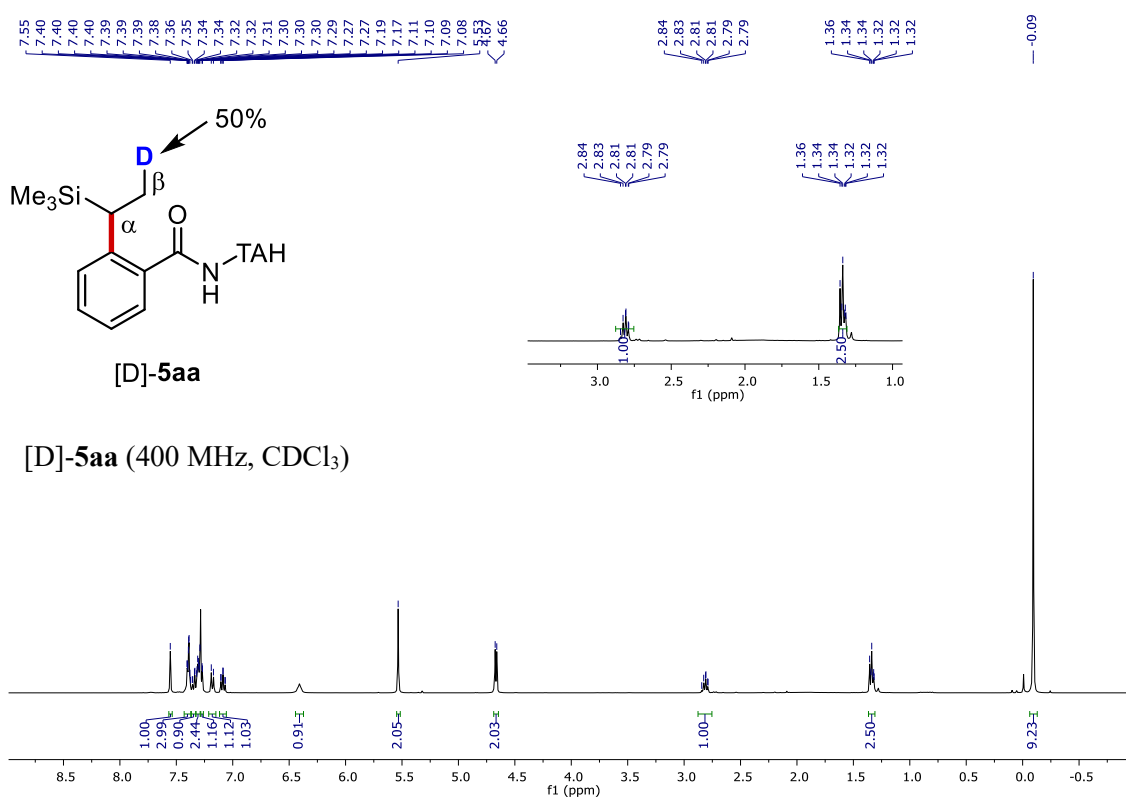 7.55 7.40 7.40 7.40 7.40 7.39 7.39 7.39 7.38 7.36 7.35 7.34 7.34 7.32 7.32 7.31 7.30 7.30 7.30 7.29 7.27 7.27 7.19 7.17 7.11 7.10 7.09 7.08 5.53 4.67 4.66 2.84 2.83 2.81 2.81 2.79 2.79 1.36 1.34 1.34 1.32 1.32 1.32 -0.09
50%
D
β
Me3Si
α
O
N
H
TAH
[D]-5aa
2.84 2.83 2.81 2.81 2.79 2.79 1.36 1.34 1.34 1.32 1.32 1.32
1.00 2.50
3.0 2.5 2.0 1.5 1.0
f1 (ppm)
[D]-5aa (400 MHz, CDCl3)
1.00 2.99 0.90 2.44 1.16 1.12 1.03 0.91 2.05 2.03 1.00 2.50 9.23
8.5 8.0 7.5 7.0 6.5 6.0 5.5 5.0 4.5 4.0 3.5 3.0 2.5 2.0 1.5 1.0 0.5 0.0 -0.5
f1 (ppm)